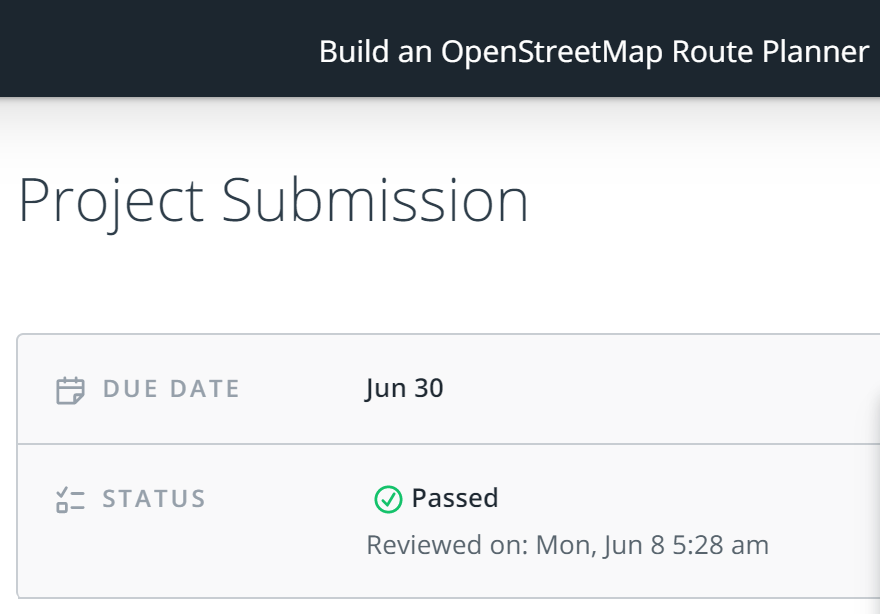 Build an OpenStreetMap Route Planner
Project Submission
DUE DATE
Jun 30
STATUS
Passed
Reviewed on: Mon, Jun 8 5:28 am